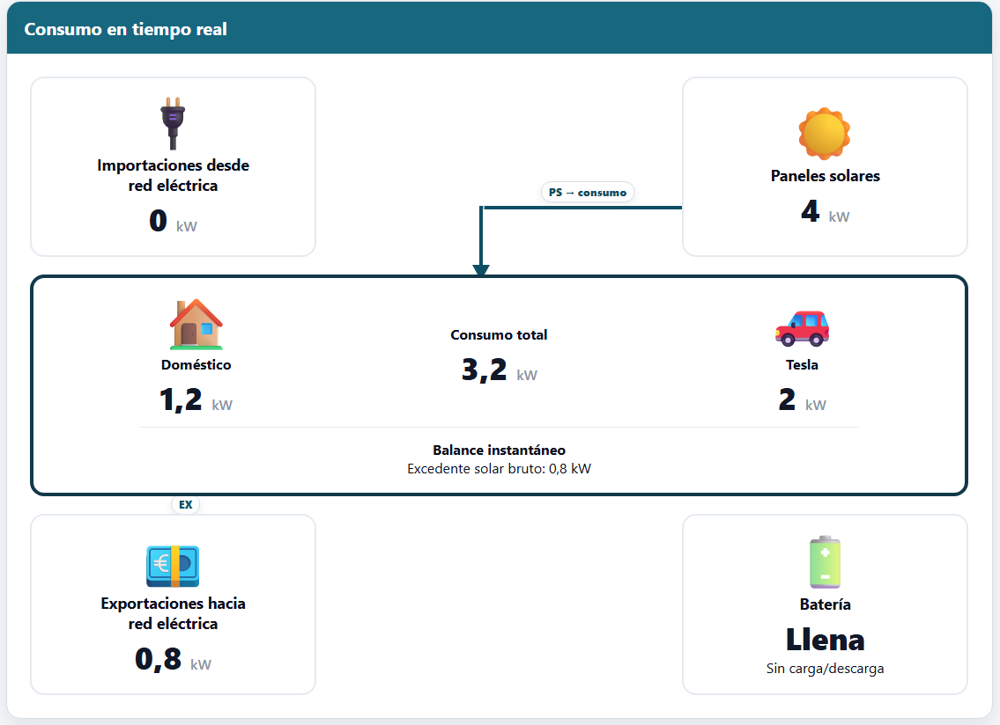 Consumo en tiempo real
Importaciones desde
red eléctrica
0 kW
Paneles solares
4 kW
PS → consumo
Doméstico
1,2 kW
Consumo total
3,2 kW
Tesla
2 kW
Balance instantáneo
Excedente solar bruto: 0,8 kW
EX
Exportaciones hacia
red eléctrica
0,8 kW
Batería
Llena
Sin carga/descarga